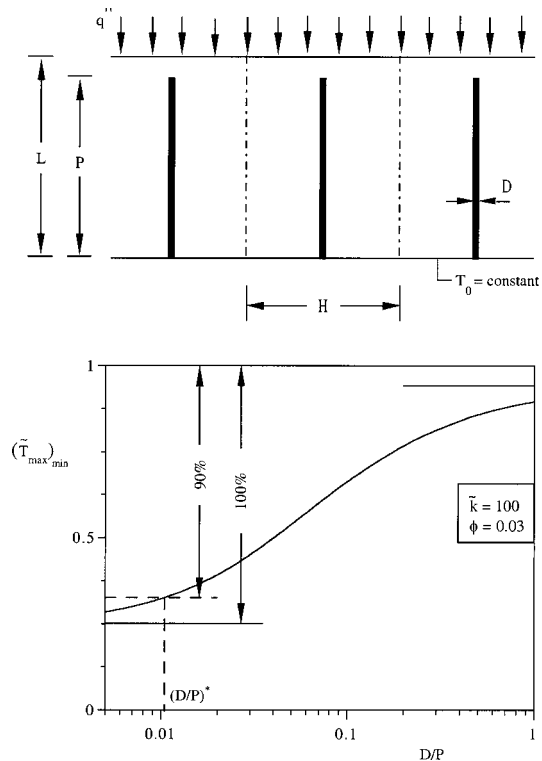 q"
L
P
D
T₀ = constant
H
1
(T̃max)min
90%
100%
0.5
k̃ = 100
ϕ = 0.03
(D/P)*
0
0.01
0.1
1
D/P